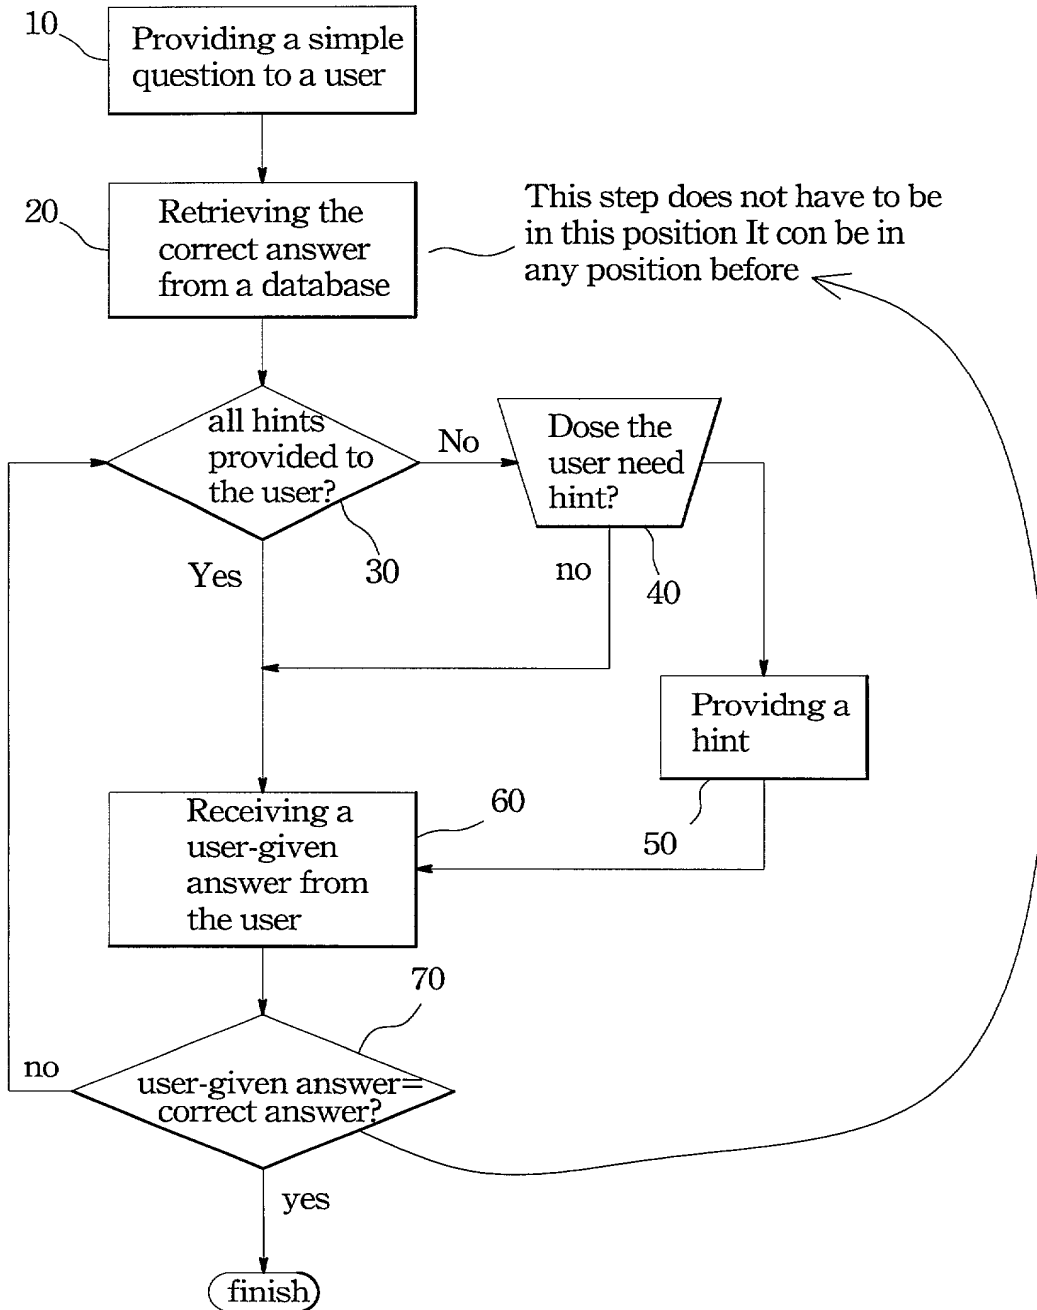 10
Providing a simple
question to a user
20
Retrieving the
correct answer
from a database
This step does not have to be
in this position It con be in
any position before
all hints
provided to
the user?
30
No
Dose the
user need
hint?
40
Yes
no
Providng a
hint
50
Receiving a
user-given
answer from
the user
60
70
no
user-given answer=
correct answer?
yes
finish